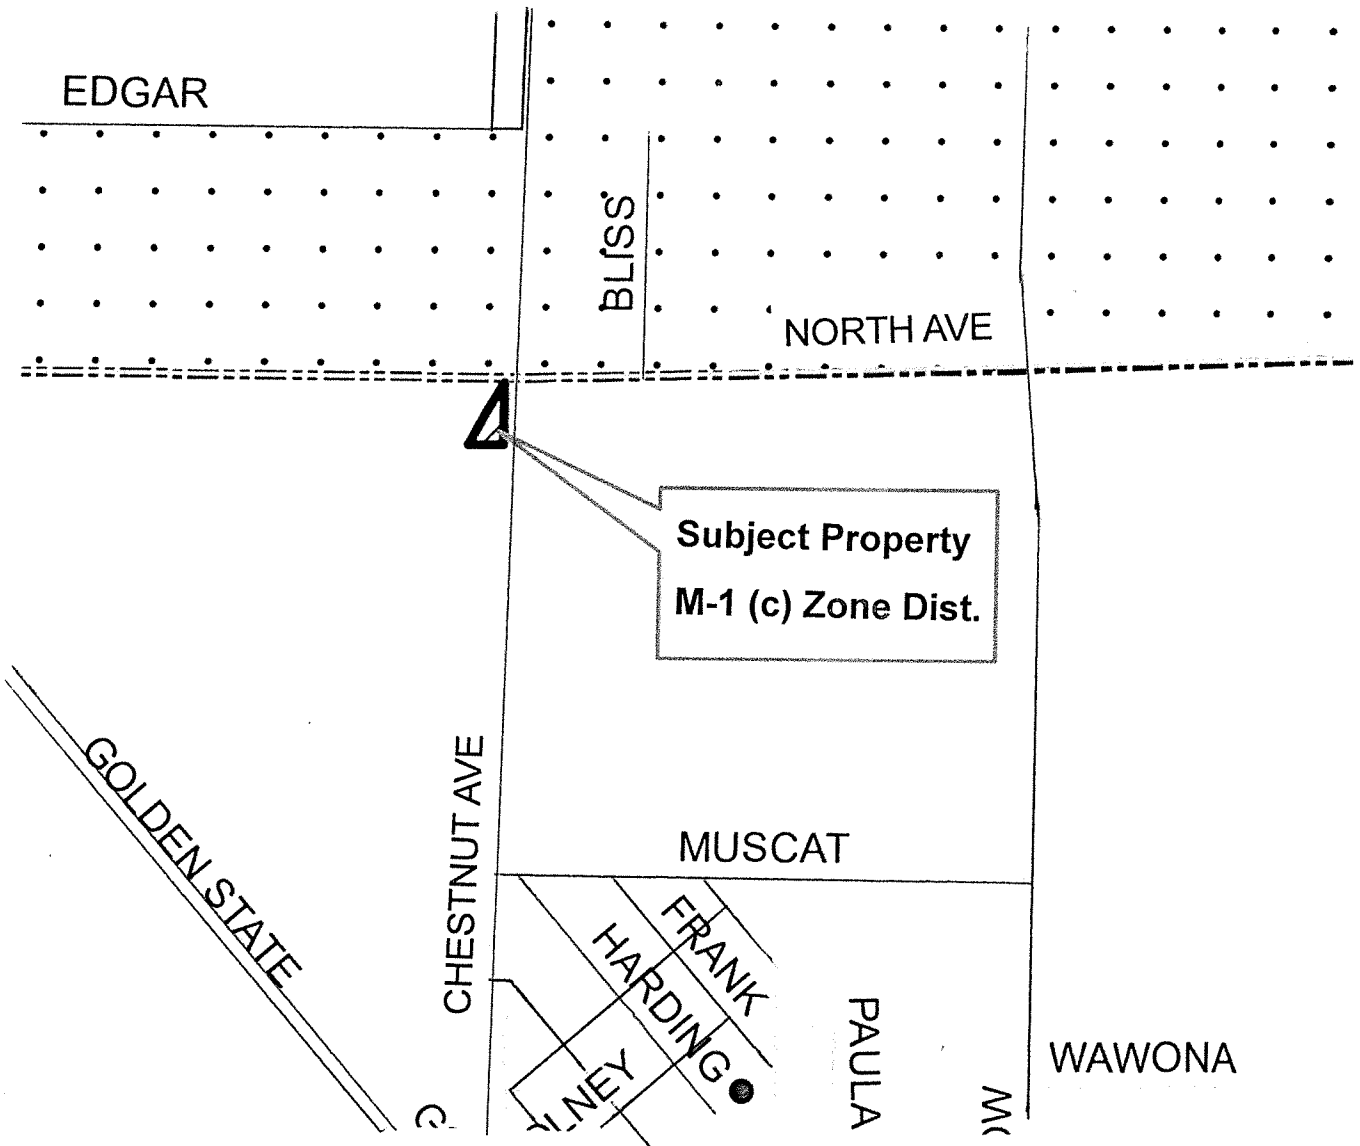 EDGAR
BLISS
NORTH AVE
Subject Property
M-1 (c) Zone Dist.
GOLDEN STATE
CHESTNUT AVE
MUSCAT
FRANK
HARDING
PAULA
WAWONA